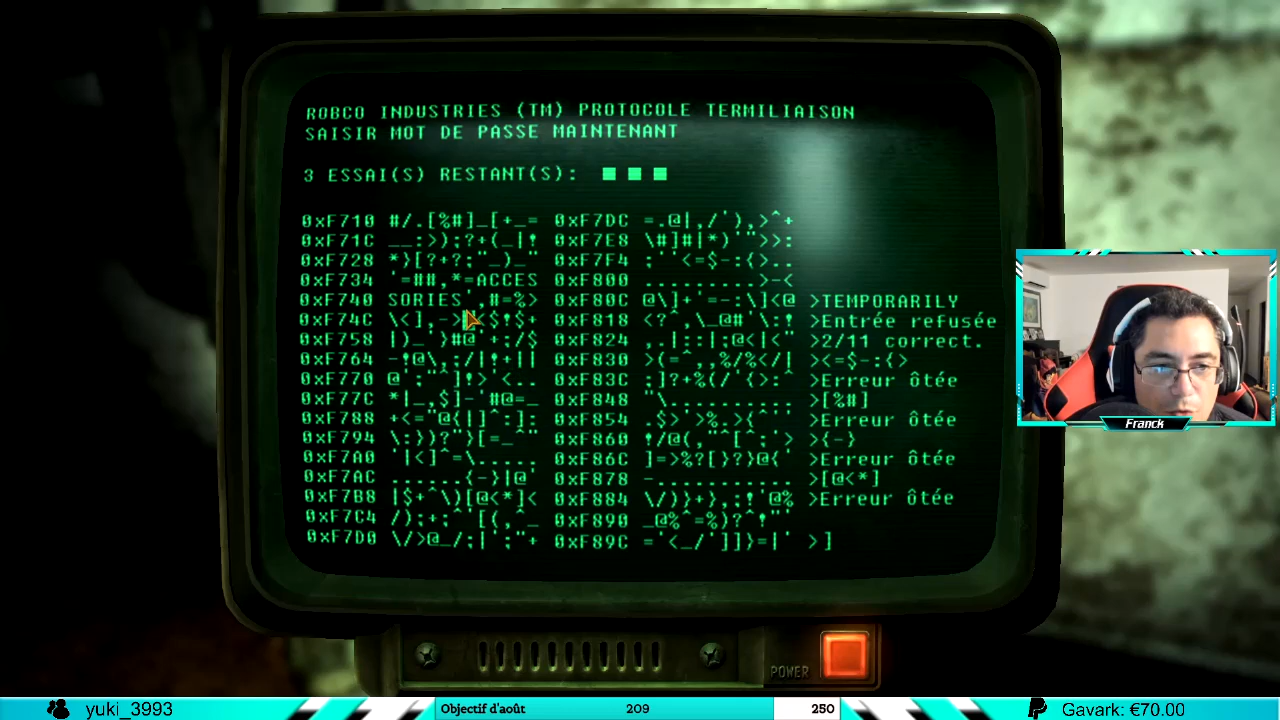 ROBCO INDUSTRIES (TM) PROTOCOLE TERMILIAISON
SAISIR MOT DE PASSE MAINTENANT
3 ESSAI(S) RESTANT(S):
0xF710 #/.[%#]_[+_= 0xF7DC =.@|,/'),>^+
0xF71C __:>);?+(_|! 0xF7E8 \#]#|*)'">>:
0xF728 *}[?+?;"_)_" 0xF7F4 ;¨¨<=$-:{>..
0xF734 '=##,*=ACCES 0xF800 .........>-<
0xF740 SORIES',#=%> 0xF80C @\]+'=-:\]<@ >TEMPORARILY
0xF74C 0xF818 <?^,\_@#'\:! >Entrée refusée
0xF758 |)_¨}#@'+;/$ 0xF824 ,.|::|;@<|<" >2/11 correct.
0xF764 -!@\,;/|!+|| 0xF830 >(=^,,%/%</| ><=$-:{>
0xF770 @';"^]!>'<.. 0xF83C ;]?+%(/'{>:^ >Erreur ôtée
0xF77C *|_,$]-'#@=_ 0xF848 "\.......... >[%#]
0xF788 +<="@{|]^:]: 0xF854 .$>'>%.>{¨¨¨ >Erreur ôtée
0xF794 \:})?"}[=_^" 0xF860 !/@(,"^[^;'> >{-}
0xF7A0 '|<]^=\..... 0xF86C ]=>%?[}?}@{' >Erreur ôtée
0xF7AC ......{-}|@' 0xF878 -........... >[@<*]
0xF7B8 |$+^\)[@<*]< 0xF884 \/)}+},;!'@% >Erreur ôtée
0xF7C4 /);+;^'[(,^_ 0xF890 _@%^=%)?^!"'
0xF7D0 \/>@_/;|';"+ 0xF89C ='<_/']]}=|' >]
Franck
yuki_3993
Objectif d'août 209 250
Gavark: €70.00
POWER